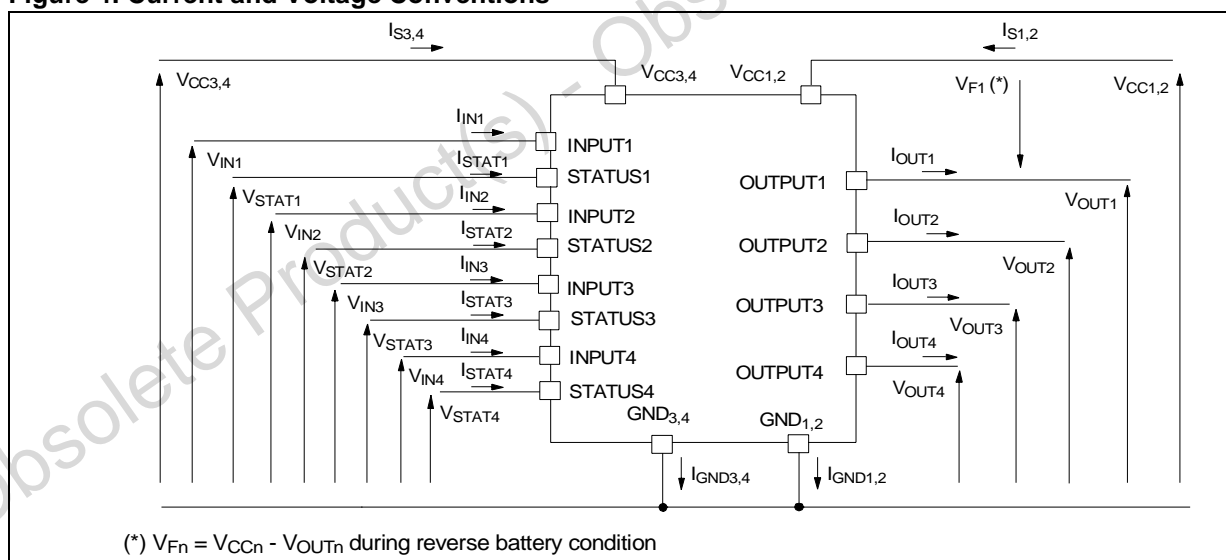 Figure 4. Current and Voltage Conventions
IS3,4
IS1,2
VCC3,4
VCC3,4
VCC1,2
VF1 (*)
VCC1,2
IIN1
INPUT1
VIN1
ISTAT1
STATUS1
OUTPUT1
IOUT1
VSTAT1
IIN2
INPUT2
VOUT1
IOUT2
VIN2
ISTAT2
STATUS2
OUTPUT2
VSTAT2
IIN3
INPUT3
VOUT2
IOUT3
VIN3
ISTAT3
STATUS3
OUTPUT3
VSTAT3
IIN4
INPUT4
VOUT3
IOUT4
VIN4
ISTAT4
STATUS4
OUTPUT4
VSTAT4
VOUT4
GND3,4
GND1,2
IGND3,4
IGND1,2
(*) VFn = VCCn - VOUTn during reverse battery condition
Obsolete Product(s) - Obs